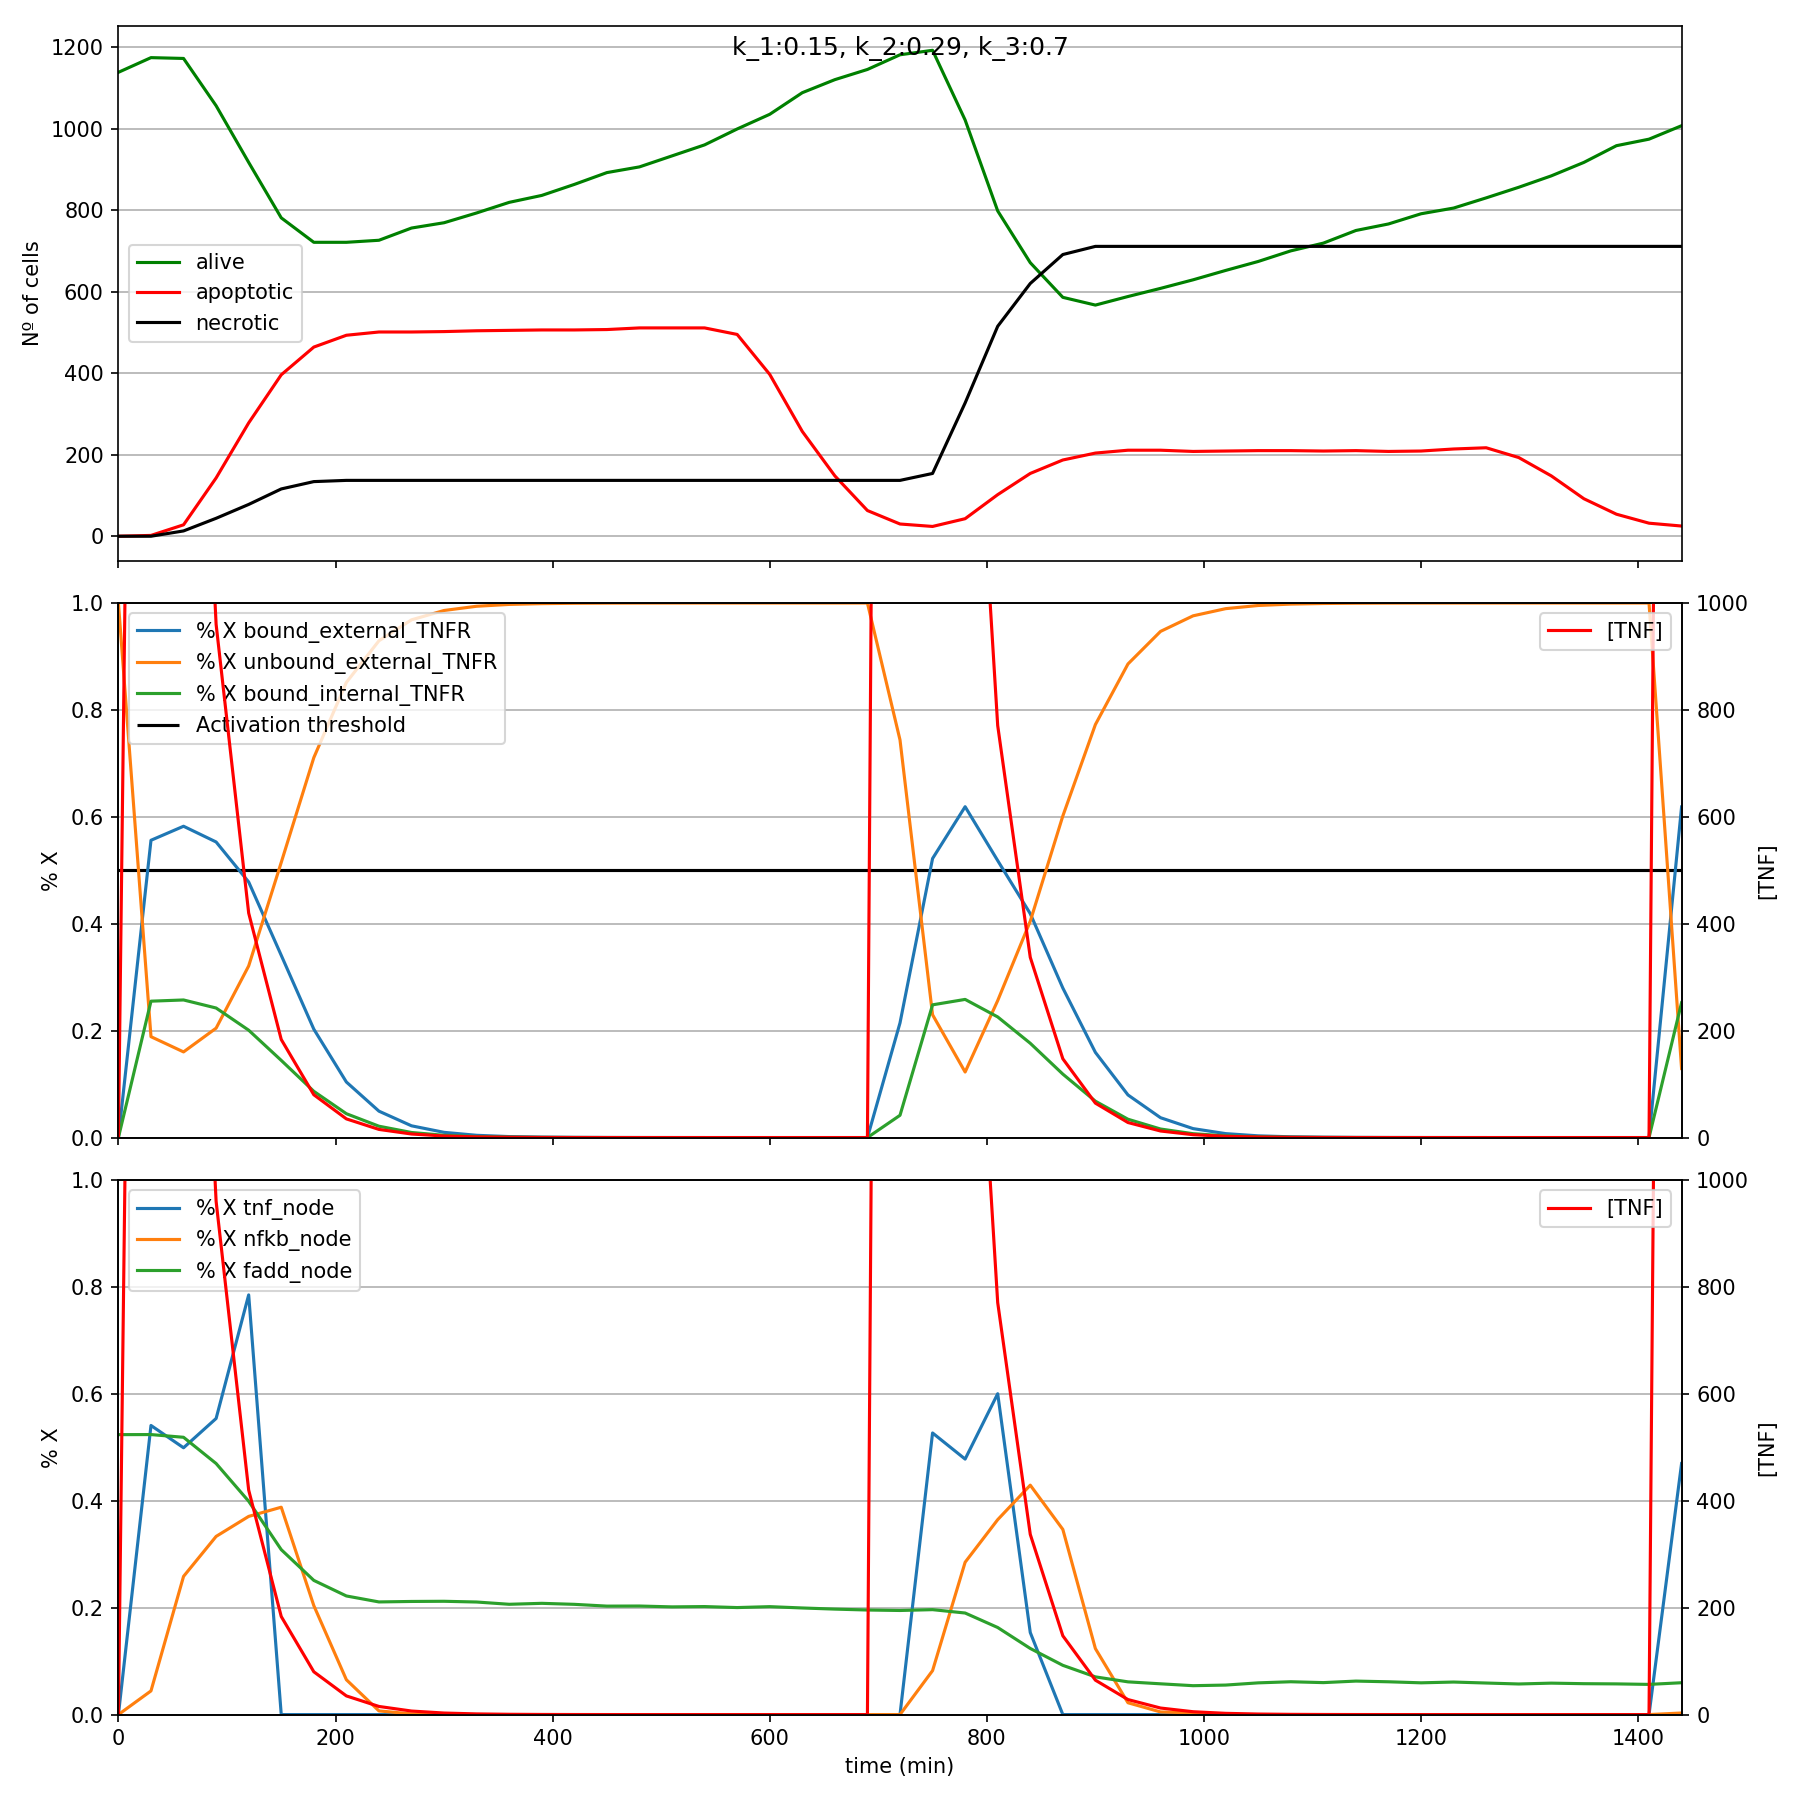 k_1:0.15, k_2:0.29, k_3:0.7
1200
1000
800
600
400
200
0
Nº of cells
alive
apoptotic
necrotic
1.0
0.8
0.6
0.4
0.2
0.0
% X
% X bound_external_TNFR
% X unbound_external_TNFR
% X bound_internal_TNFR
Activation threshold
[TNF]
1000
800
600
400
200
0
[TNF]
1.0
0.8
0.6
0.4
0.2
0.0
% X
% X tnf_node
% X nfkb_node
% X fadd_node
[TNF]
1000
800
600
400
200
0
[TNF]
0 200 400 600 800 1000 1200 1400
time (min)